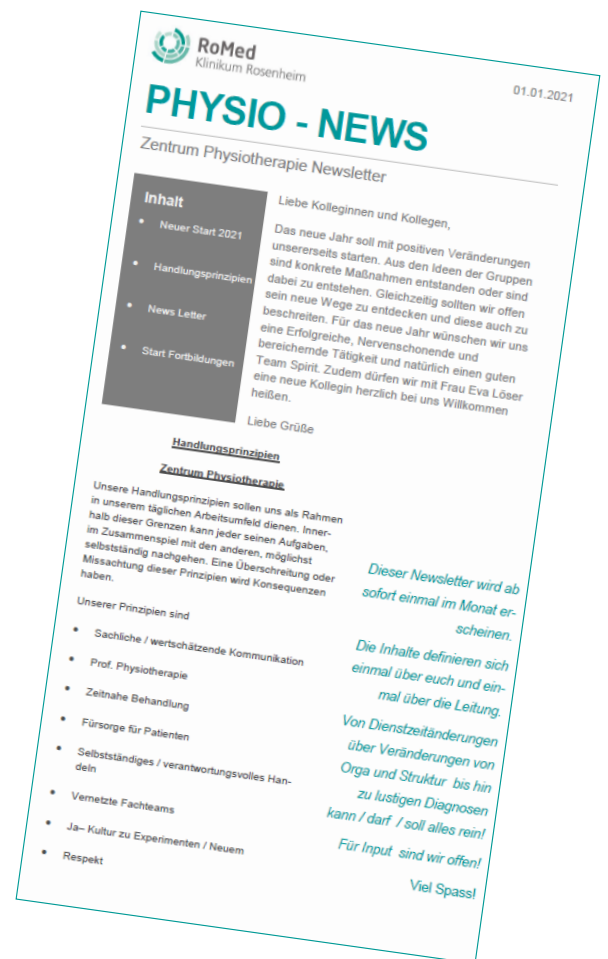 RoMed
Klinikum Rosenheim
01.01.2021
PHYSIO - NEWS
Zentrum Physiotherapie Newsletter
Inhalt
• Neuer Start 2021
• Handlungsprinzipien
• News Letter
• Start Fortbildungen
Liebe Kolleginnen und Kollegen,
Das neue Jahr soll mit positiven Veränderungen
unsererseits starten. Aus den Ideen der Gruppen
sind konkrete Maßnahmen entstanden oder sind
dabei zu entstehen. Gleichzeitig sollten wir offen
sein neue Wege zu entdecken und diese auch zu
beschreiten. Für das neue Jahr wünschen wir uns
eine Erfolgreiche, Nervenschonende und
bereichernde Tätigkeit und natürlich einen guten
Team Spirit. Zudem dürfen wir mit Frau Eva Löser
eine neue Kollegin herzlich bei uns Willkommen
heißen.
Liebe Grüße
Handlungsprinzipien
Zentrum Physiotherapie
Unsere Handlungsprinzipien sollen uns als Rahmen
in unserem täglichen Arbeitsumfeld dienen. Inner-
halb dieser Grenzen kann jeder seinen Aufgaben,
im Zusammenspiel mit den anderen, möglichst
selbstständig nachgehen. Eine Überschreitung oder
Missachtung dieser Prinzipien wird Konsequenzen
haben.
Unserer Prinzipien sind
• Sachliche / wertschätzende Kommunikation
• Prof. Physiotherapie
• Zeitnahe Behandlung
• Fürsorge für Patienten
• Selbstständiges / verantwortungsvolles Han-
deln
• Vernetzte Fachteams
• Ja– Kultur zu Experimenten / Neuem
• Respekt
Dieser Newsletter wird ab
sofort einmal im Monat er-
scheinen.
Die Inhalte definieren sich
einmal über euch und ein-
mal über die Leitung.
Von Dienstzeitänderungen
über Veränderungen von
Orga und Struktur bis hin
zu lustigen Diagnosen
kann / darf / soll alles rein!
Für Input sind wir offen!
Viel Spass!